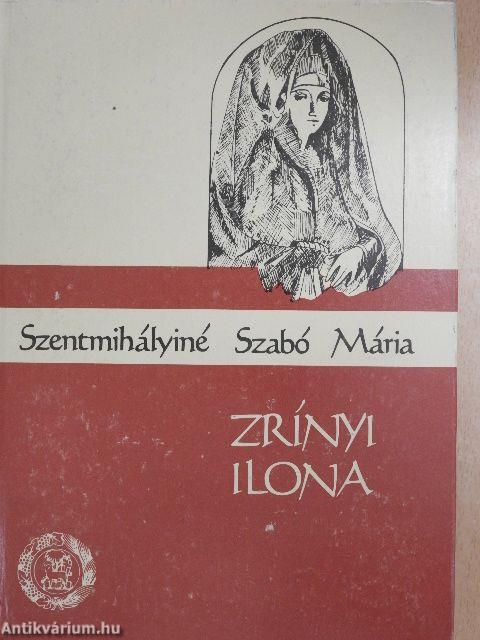 Szentmihályiné Szabó Mária
ZRÍNYI
ILONA
Antikvárium.hu